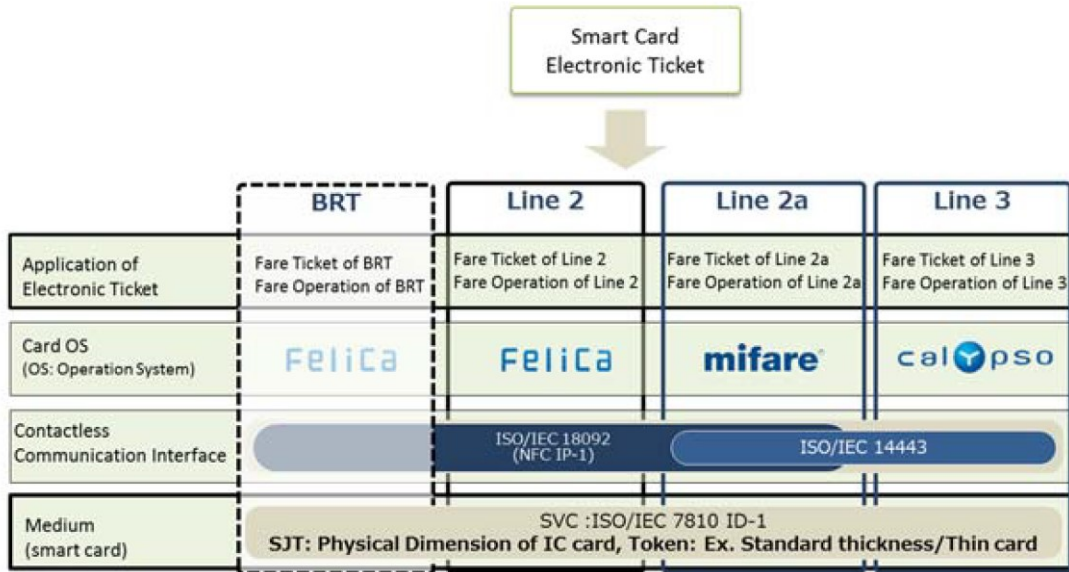 Smart Card
Electronic Ticket
BRT
Line 2
Line 2a
Line 3
Application of
Electronic Ticket
Fare Ticket of BRT
Fare Operation of BRT
Fare Ticket of Line 2
Fare Operation of Line 2
Fare Ticket of Line 2a
Fare Operation of Line 2a
Fare Ticket of Line 3
Fare Operation of Line 3
Card OS
(OS: Operation System)
FeliCa
FeliCa
mifare®
calypso
Contactless
Communication Interface
ISO/IEC 18092
(NFC IP-1)
ISO/IEC 14443
Medium
(smart card)
SVC :ISO/IEC 7810 ID-1
SJT: Physical Dimension of IC card, Token: Ex. Standard thickness/Thin card